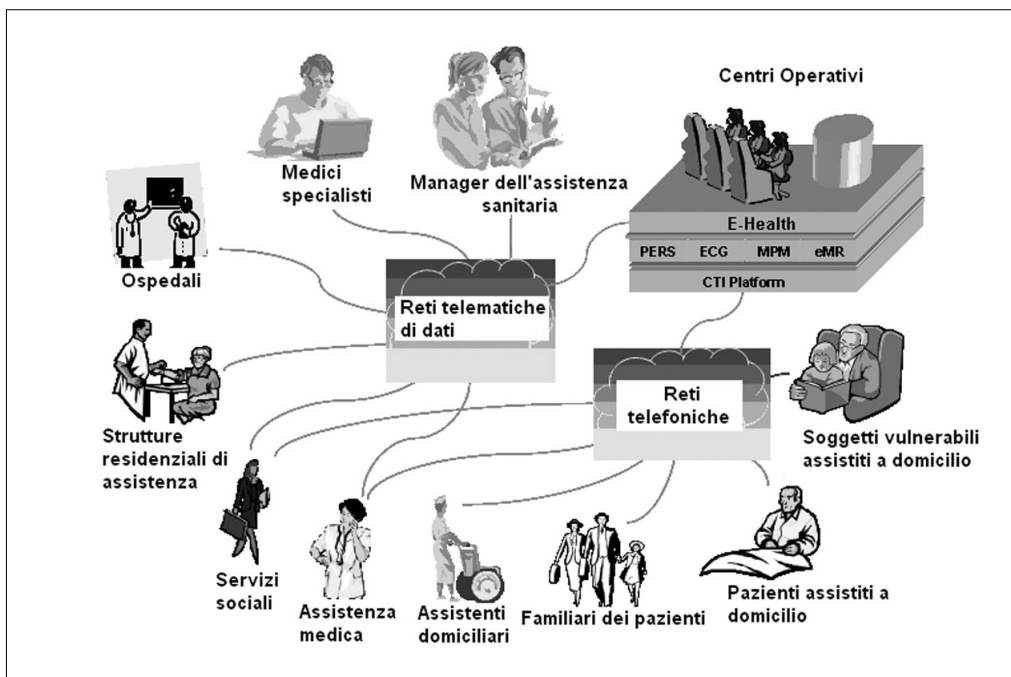 Centri Operativi
Medici
specialisti
Manager dell'assistenza
sanitaria
E-Health
PERS ECG MPM eMR
CTI Platform
Ospedali
Reti telematiche
di dati
Reti
telefoniche
Strutture
residenziali di
assistenza
Soggetti vulnerabili
assistiti a domicilio
Servizi
sociali
Assistenza
medica
Assistenti
domiciliari
Familiari dei pazienti
Pazienti assistiti a
domicilio